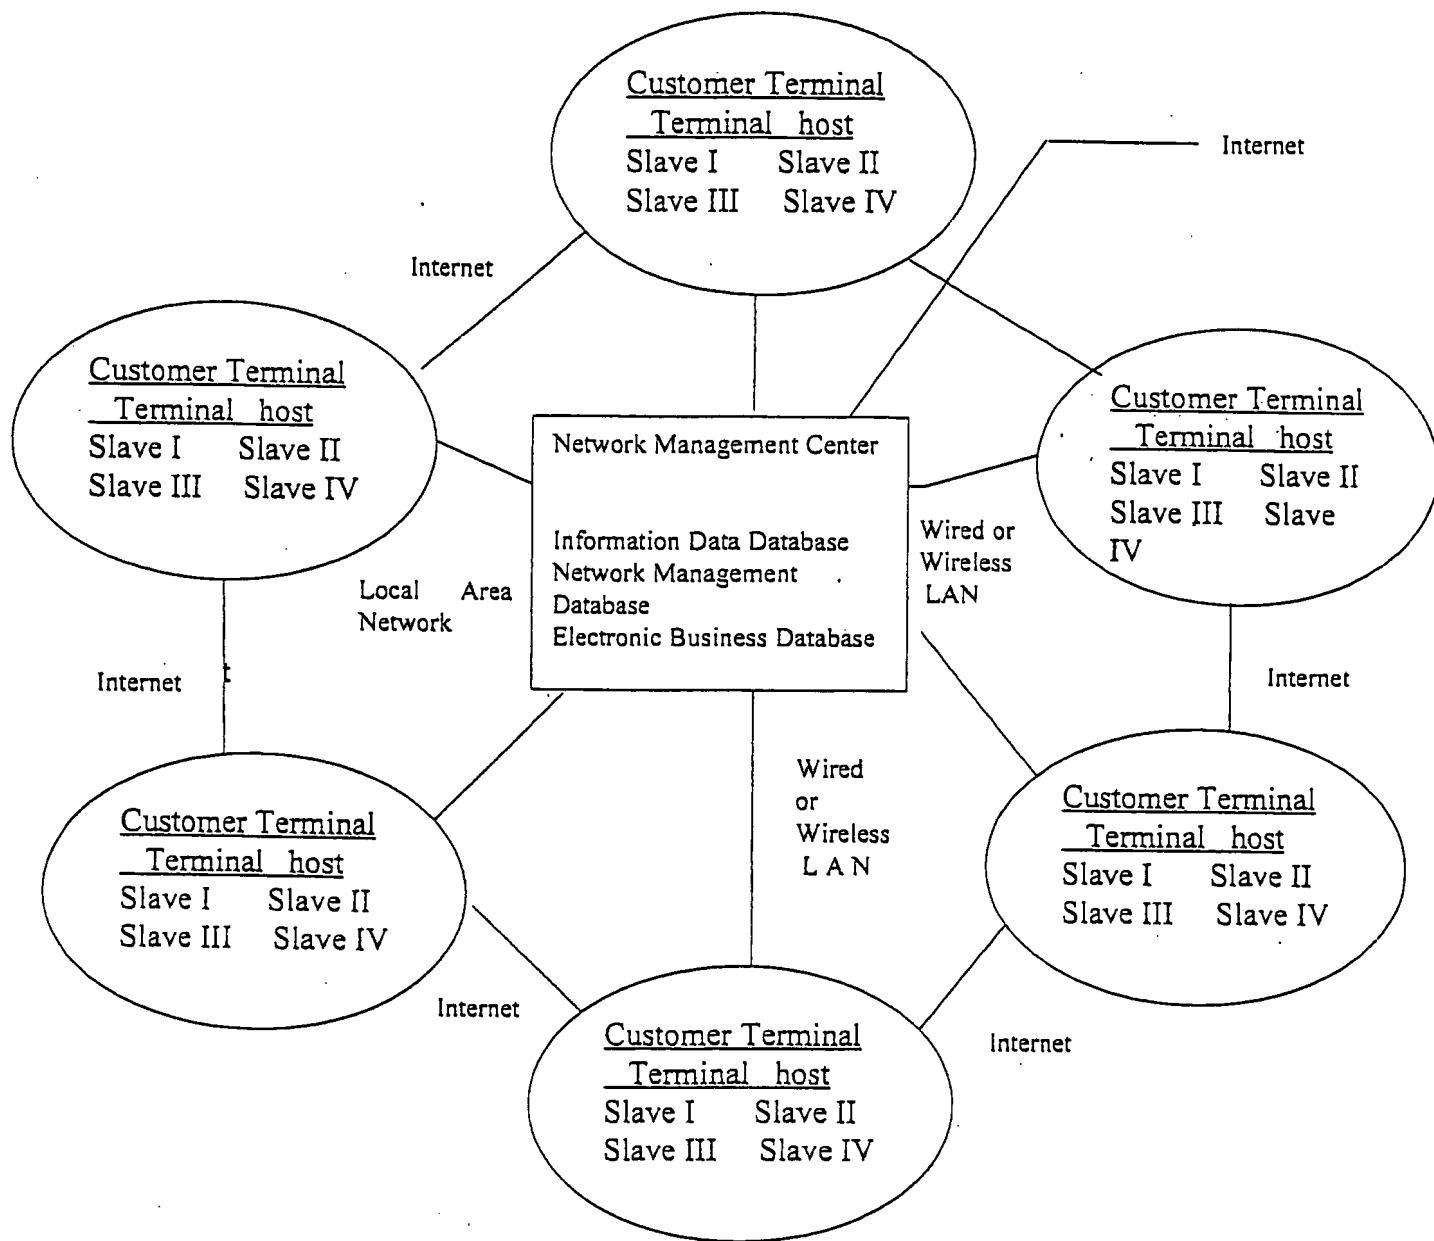 Customer Terminal
Terminal host
Slave I Slave II
Slave III Slave IV
Internet
Internet
Customer Terminal
Terminal host
Slave I Slave II
Slave III Slave IV
Customer Terminal
Terminal host
Slave I Slave II
Slave III Slave
IV
Network Management Center
Information Data Database
Network Management
Database
Electronic Business Database
Local Area
Network
Wired or
Wireless
LAN
Internet
Internet
Wired
or
Wireless
LAN
Customer Terminal
Terminal host
Slave I Slave II
Slave III Slave IV
Customer Terminal
Terminal host
Slave I Slave II
Slave III Slave IV
Internet
Internet
Customer Terminal
Terminal host
Slave I Slave II
Slave III Slave IV